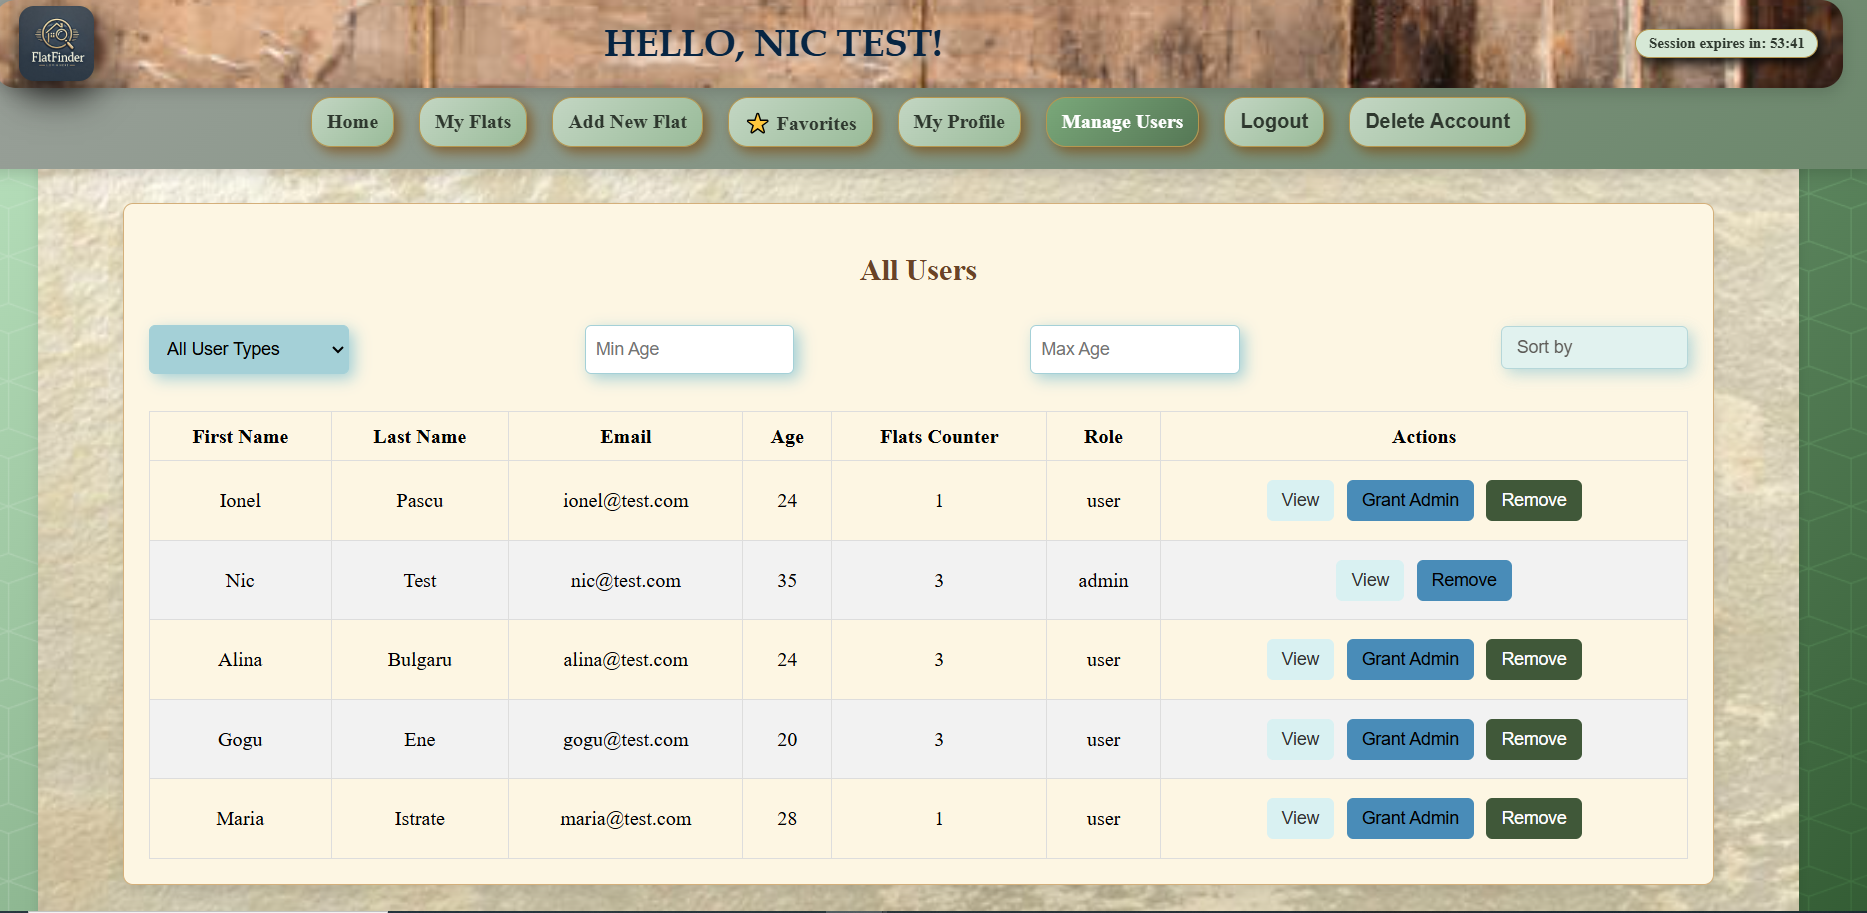 FlatFinder
HELLO, NIC TEST!
Session expires in: 53:41
Home
My Flats
Add New Flat
Favorites
My Profile
Manage Users
Logout
Delete Account
All Users
All User Types
Min Age
Max Age
Sort by
First Name Last Name Email Age Flats Counter Role Actions
Ionel Pascu ionel@test.com 24 1 user View Grant Admin Remove
Nic Test nic@test.com 35 3 admin View Remove
Alina Bulgaru alina@test.com 24 3 user View Grant Admin Remove
Gogu Ene gogu@test.com 20 3 user View Grant Admin Remove
Maria Istrate maria@test.com 28 1 user View Grant Admin Remove